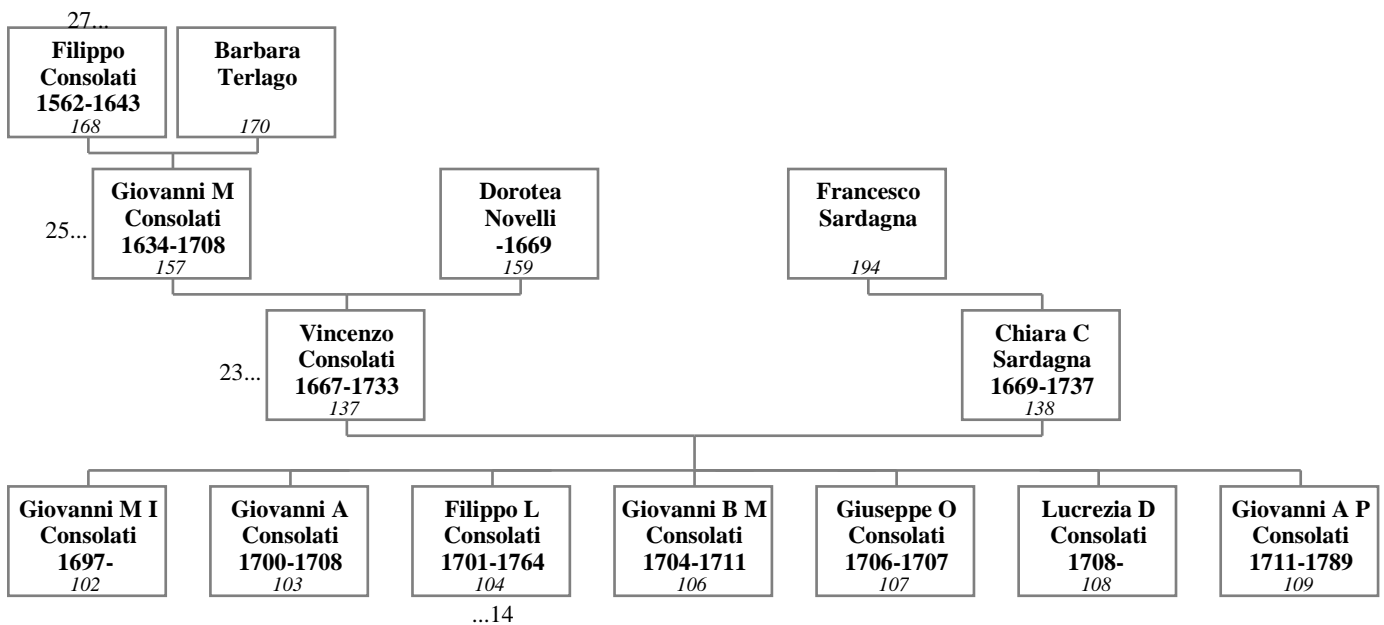 27...
Filippo
Consolati
1562-1643
168
Barbara
Terlago
170
25...
Giovanni M
Consolati
1634-1708
157
Dorotea
Novelli
-1669
159
Francesco
Sardagna
194
23...
Vincenzo
Consolati
1667-1733
137
Chiara C
Sardagna
1669-1737
138
Giovanni M I
Consolati
1697-
102
Giovanni A
Consolati
1700-1708
103
Filippo L
Consolati
1701-1764
104
Giovanni B M
Consolati
1704-1711
106
Giuseppe O
Consolati
1706-1707
107
Lucrezia D
Consolati
1708-
108
Giovanni A P
Consolati
1711-1789
109
...14